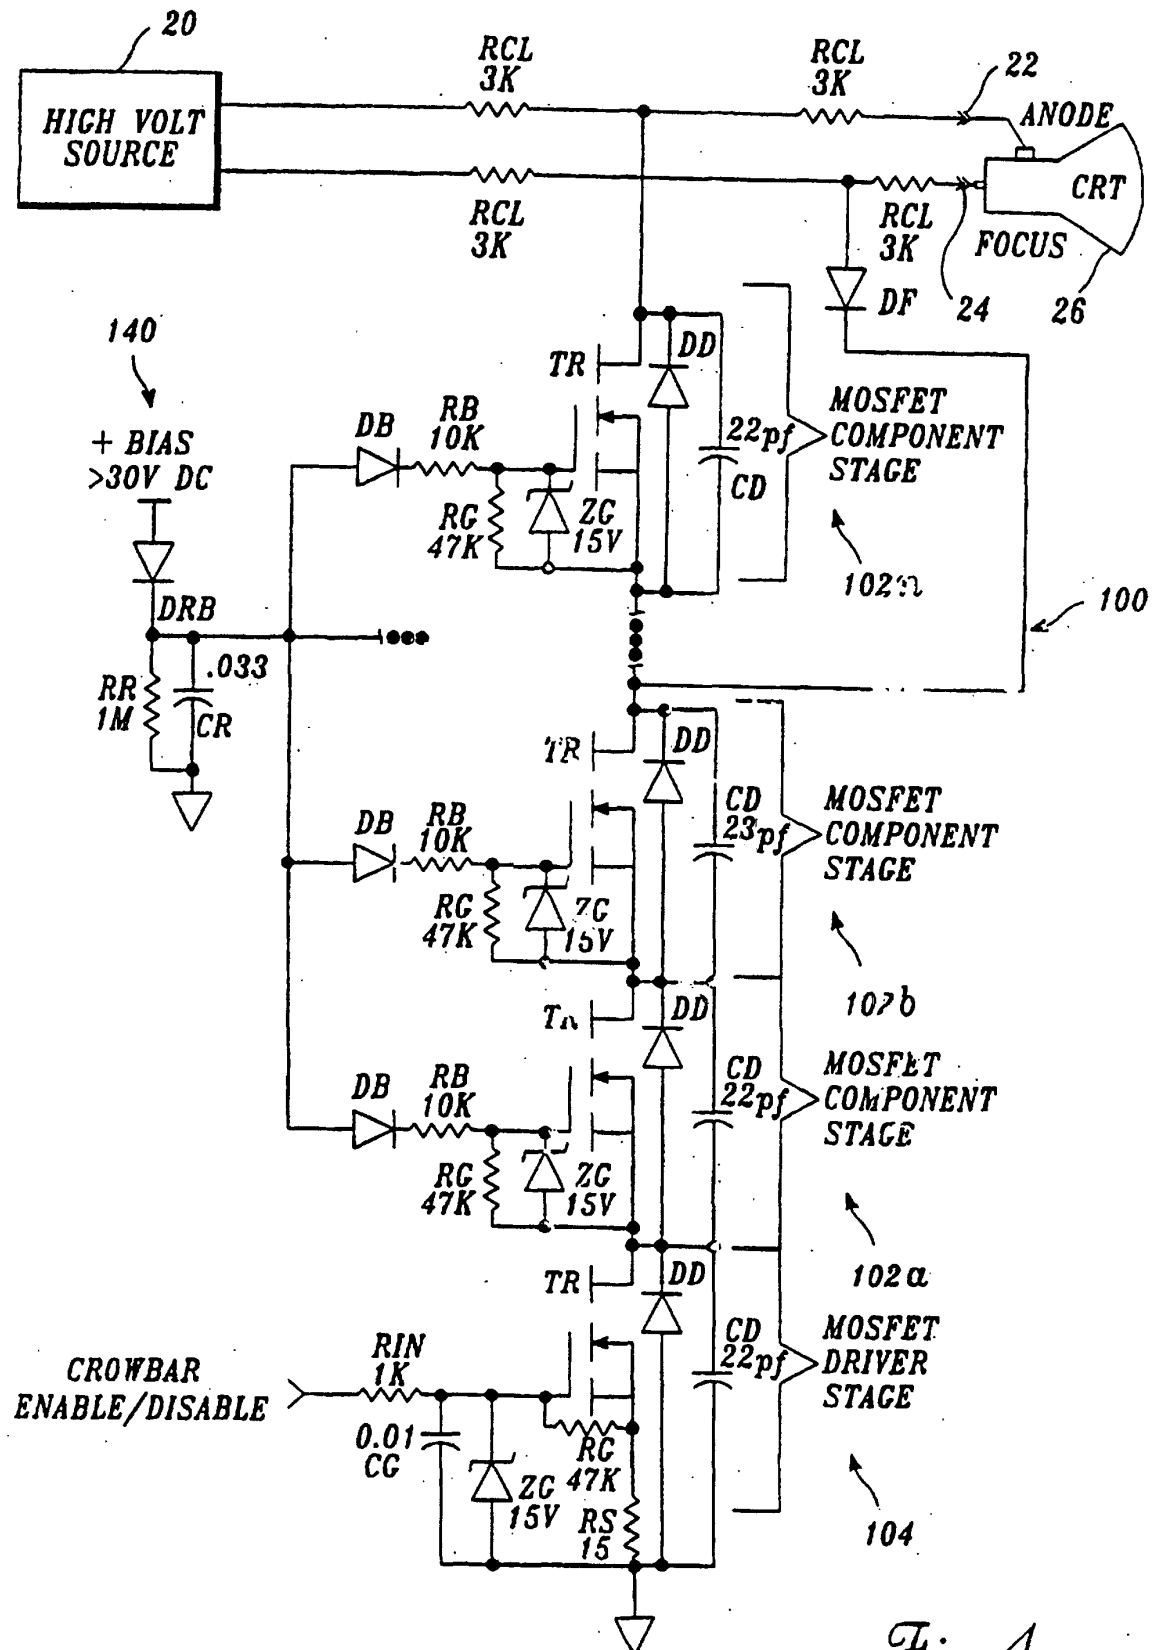 20
HIGH VOLT
SOURCE
RCL
3K
RCL
3K
22
ANODE
CRT
RCL
3K
RCL
3K
FOCUS
24
26
DF
140
+ BIAS
>30V DC
DRB
RR
1M
.033
CR
DB
RB
10K
RG
47K
TR
ZG
15V
DD
22pf
CD
MOSFET
COMPONENT
STAGE
100
TR
DD
DB
RB
10K
RG
47K
ZG
15V
CD
23pf
MOSFET
COMPONENT
STAGE
102b
DD
DB
RB
10K
RG
47K
ZG
15V
CD
22pf
MOSFET
COMPONENT
STAGE
102a
TR
DD
CROWBAR
ENABLE/DISABLE
RIN
1K
0.01
CG
ZG
15V
RG
47K
RS
15
CD
22pf
MOSFET
DRIVER
STAGE
104